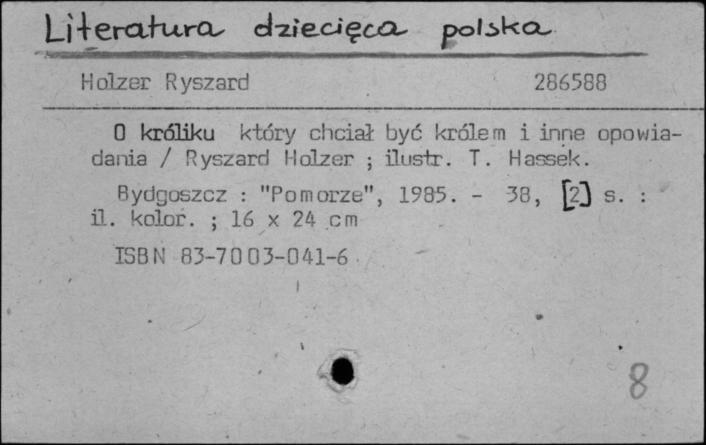 Literatura dziecięca polska
Holzer Ryszard 286588
O króliku który chciał być królem i inne opowia-
dania / Ryszard Holzer ; ilustr. T. Hassek.
Bydgoszcz : "Pomorze", 1985. - 38, [2] s. :
il. kolor. ; 16 x 24 cm
ISBN 83-7003-041-6
8